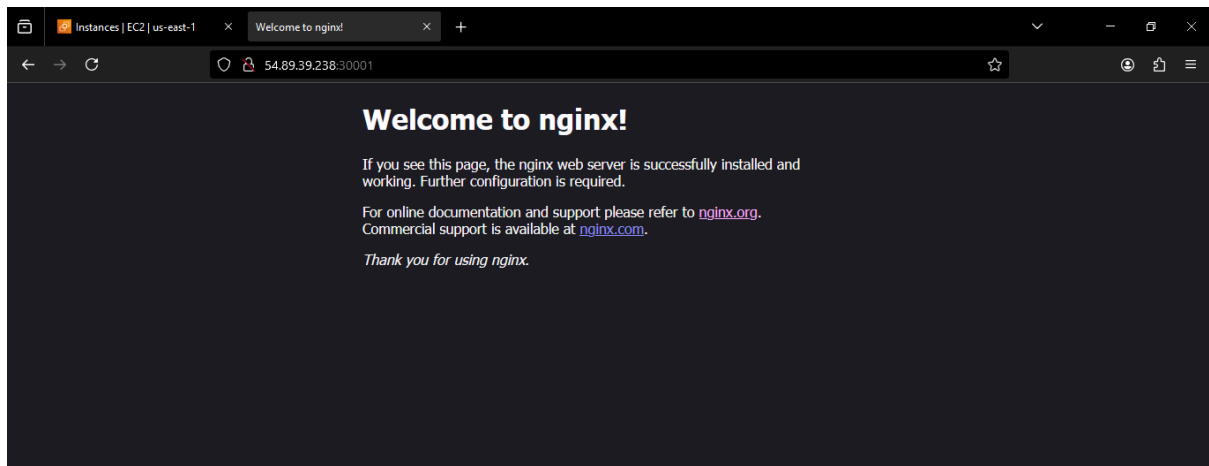 Instances | EC2 | us-east-1
Welcome to nginx!
54.89.39.238:30001
Welcome to nginx!
If you see this page, the nginx web server is successfully installed and
working. Further configuration is required.
For online documentation and support please refer to nginx.org.
Commercial support is available at nginx.com.
Thank you for using nginx.